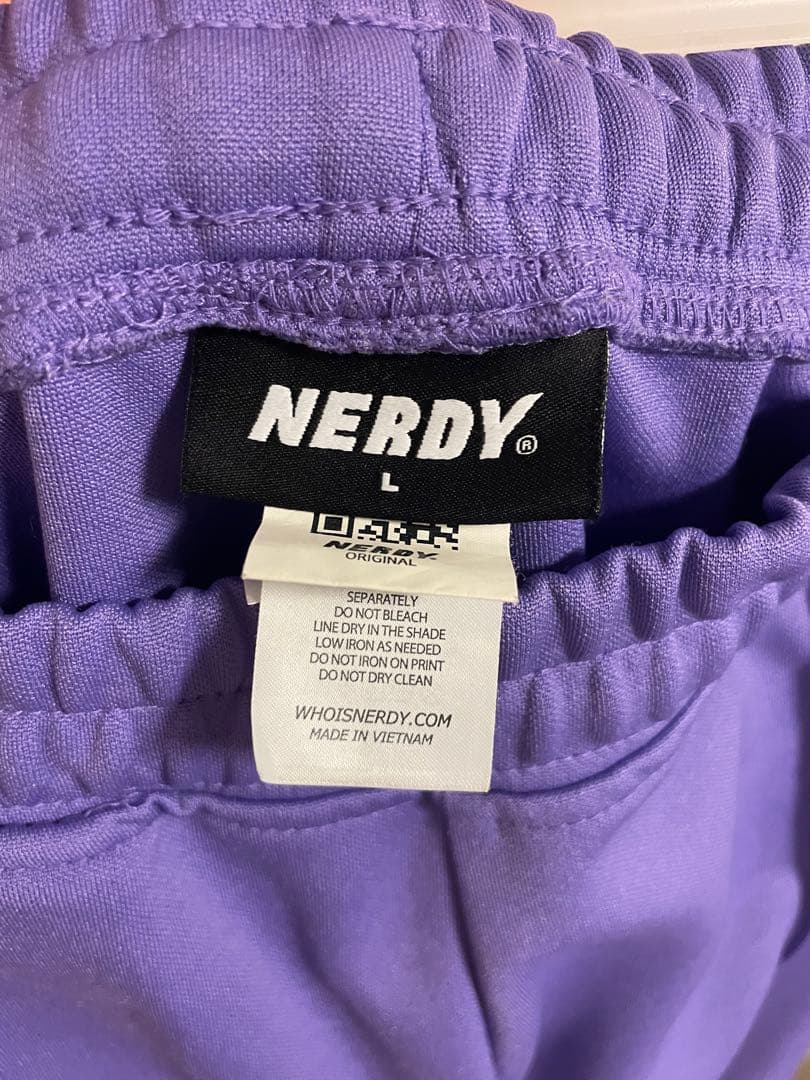 NERDY®
L
NERDY
ORIGINAL
SEPARATELY
DO NOT BLEACH
LINE DRY IN THE SHADE
LOW IRON AS NEEDED
DO NOT IRON ON PRINT
DO NOT DRY CLEAN
WHOISNERDY.COM
MADE IN VIETNAM